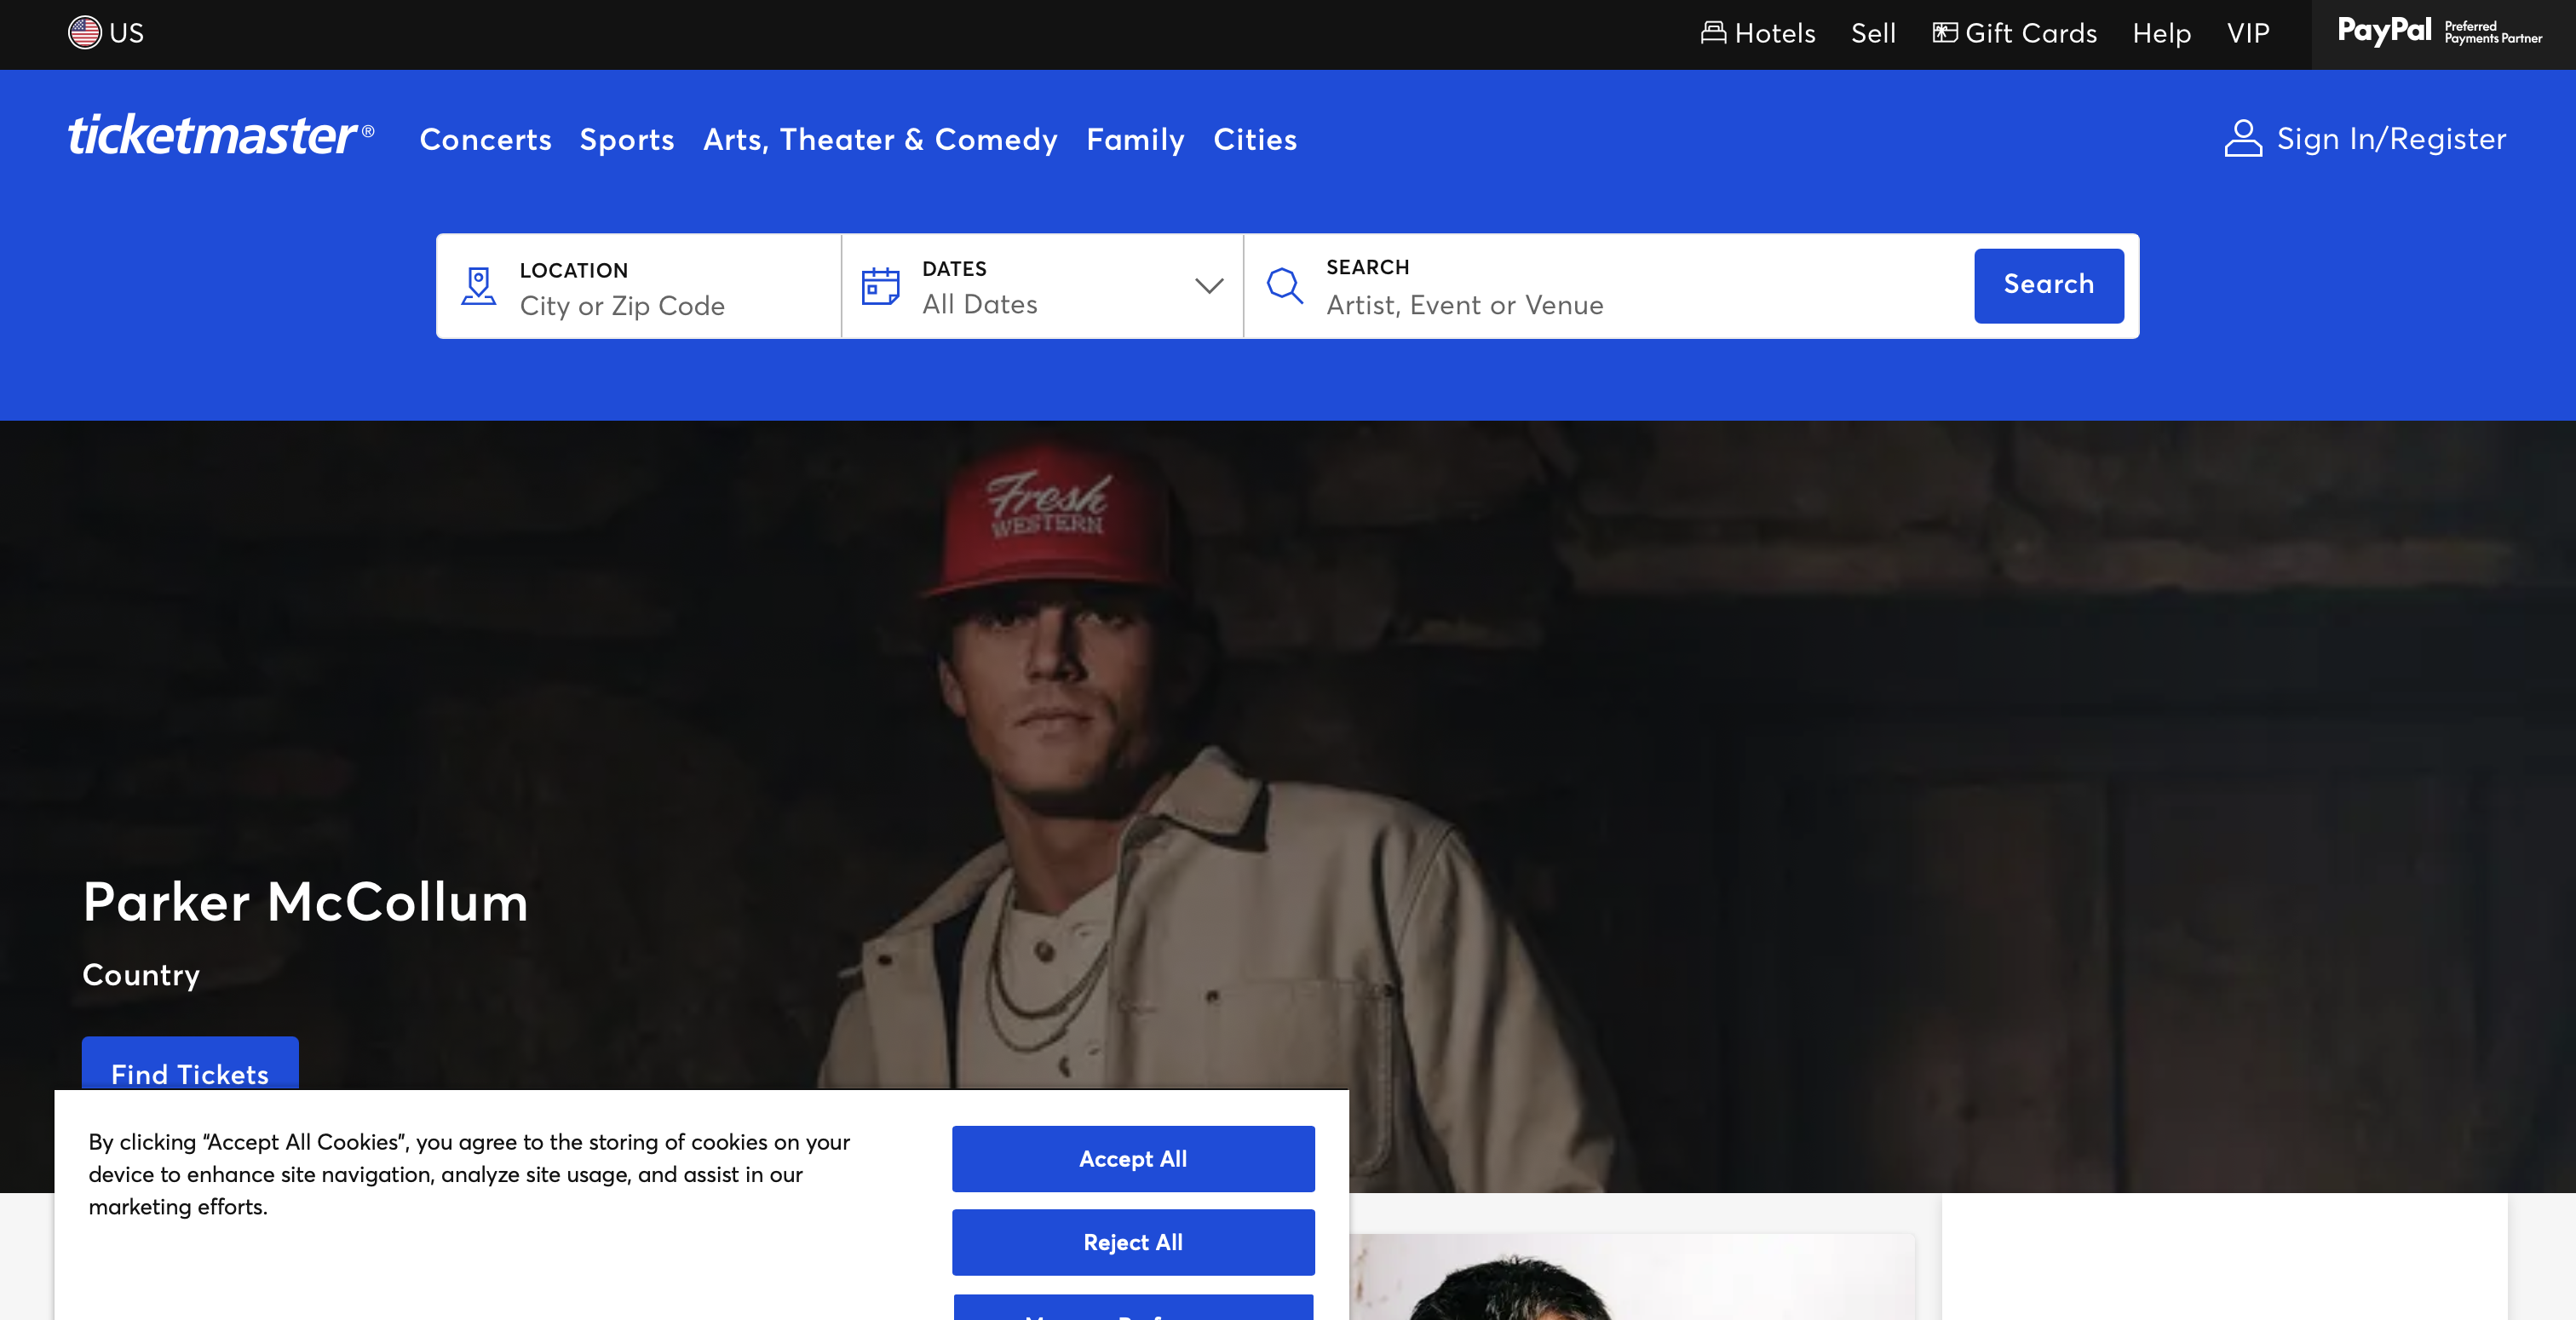 US
Hotels
Sell
Gift Cards
Help
VIP
PayPal
Preferred
Payments Partner
ticketmaster®
Concerts
Sports
Arts, Theater & Comedy
Family
Cities
Sign In/Register
LOCATION
City or Zip Code
DATES
All Dates
SEARCH
Artist, Event or Venue
Search
Fresh
WESTERN
Parker McCollum
Country
Find Tickets
By clicking “Accept All Cookies”, you agree to the storing of cookies on your
device to enhance site navigation, analyze site usage, and assist in our
marketing efforts.
Accept All
Reject All